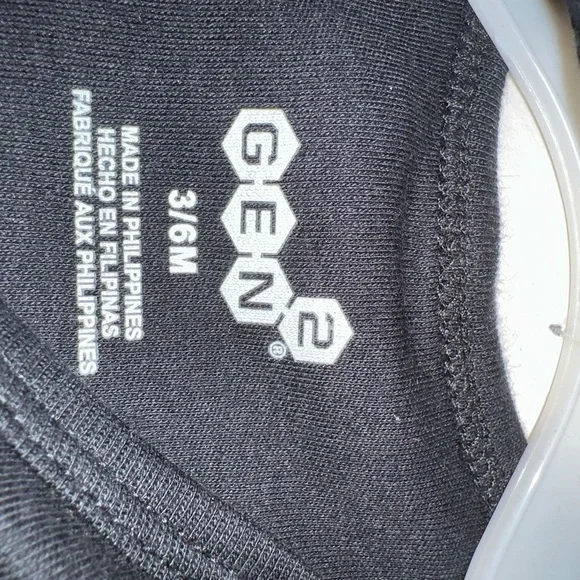 GEN2®
3/6M
MADE IN PHILIPPINES
HECHO EN FILIPINAS
FABRIQUÉ AUX PHILIPPINES